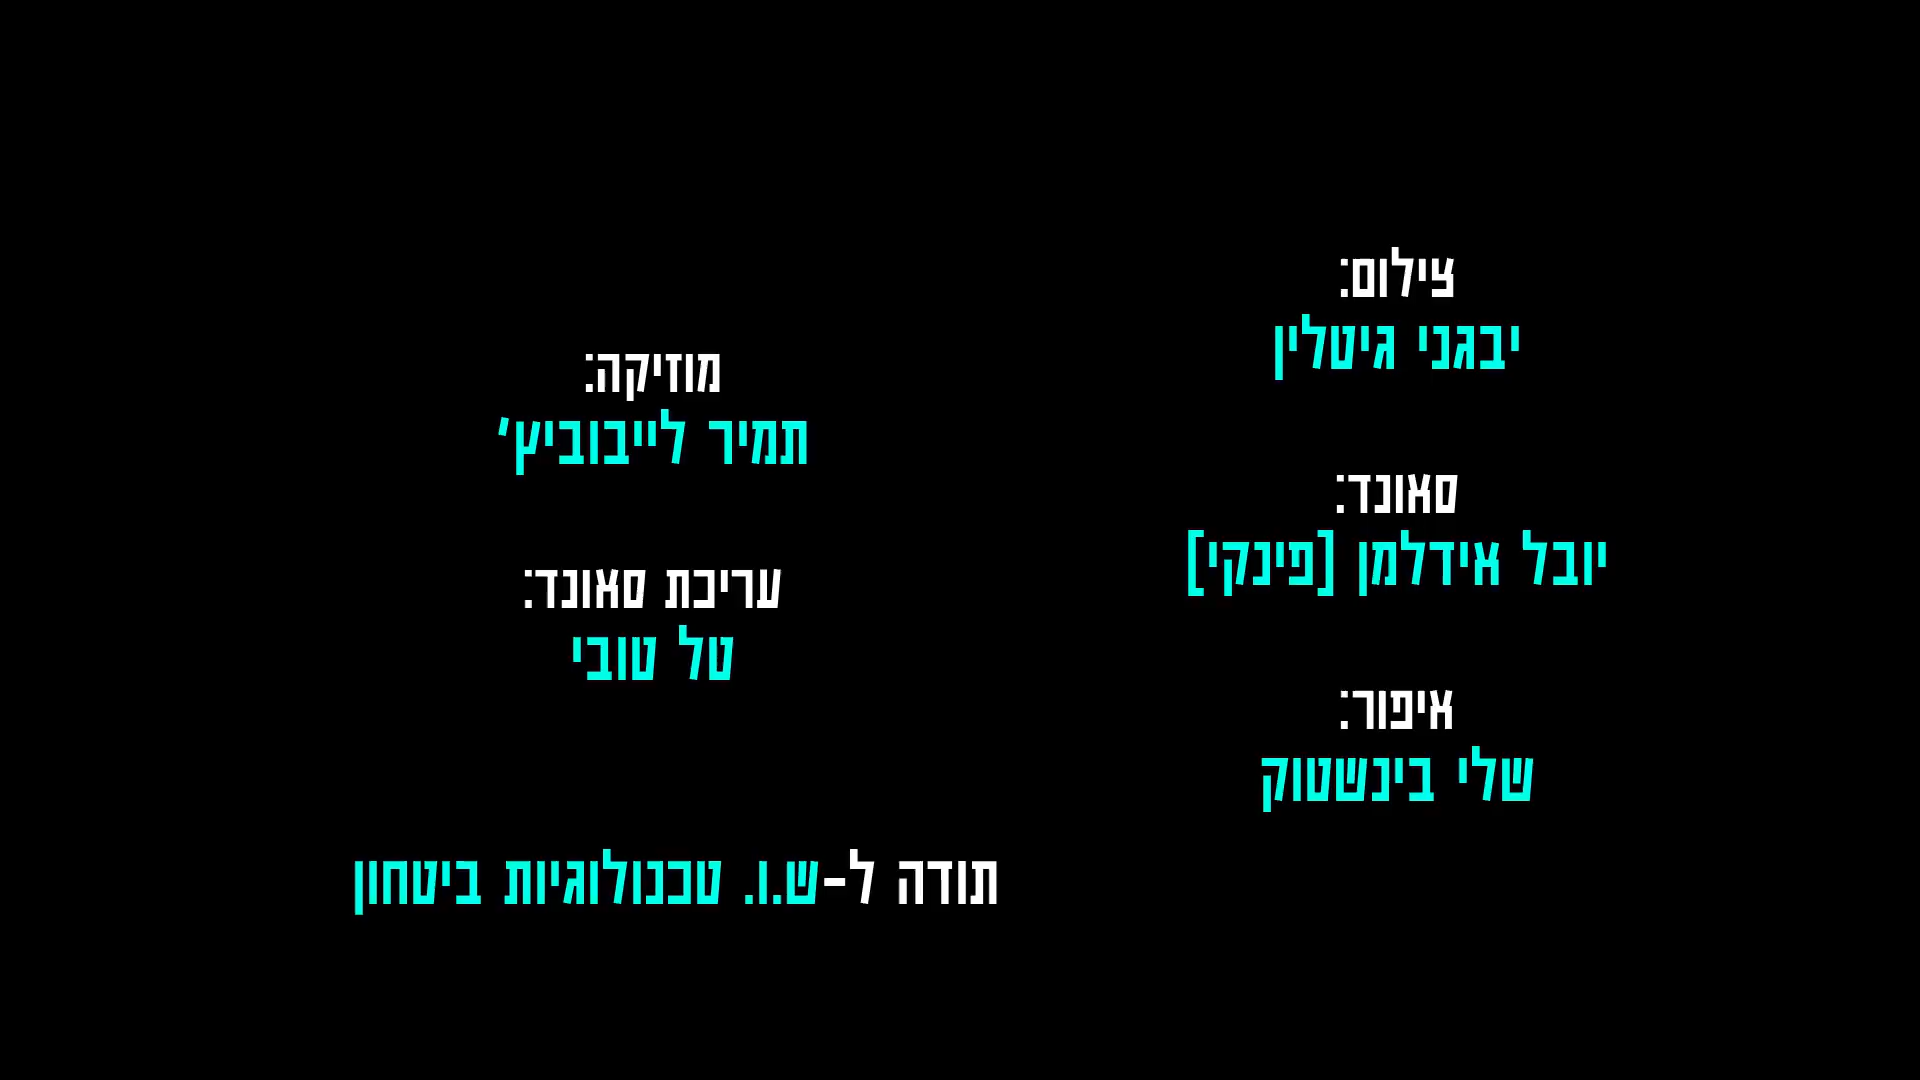 צילום:
יבגני גיטלין
סאונד:
יובל אידלמן [פינקי]
איפור:
שלי בינשטוק
מוזיקה:
תמיר לייבוביץ'
עריכת סאונד:
טל טובי
תודה ל-ש.ו. טכנולוגיות ביטחון